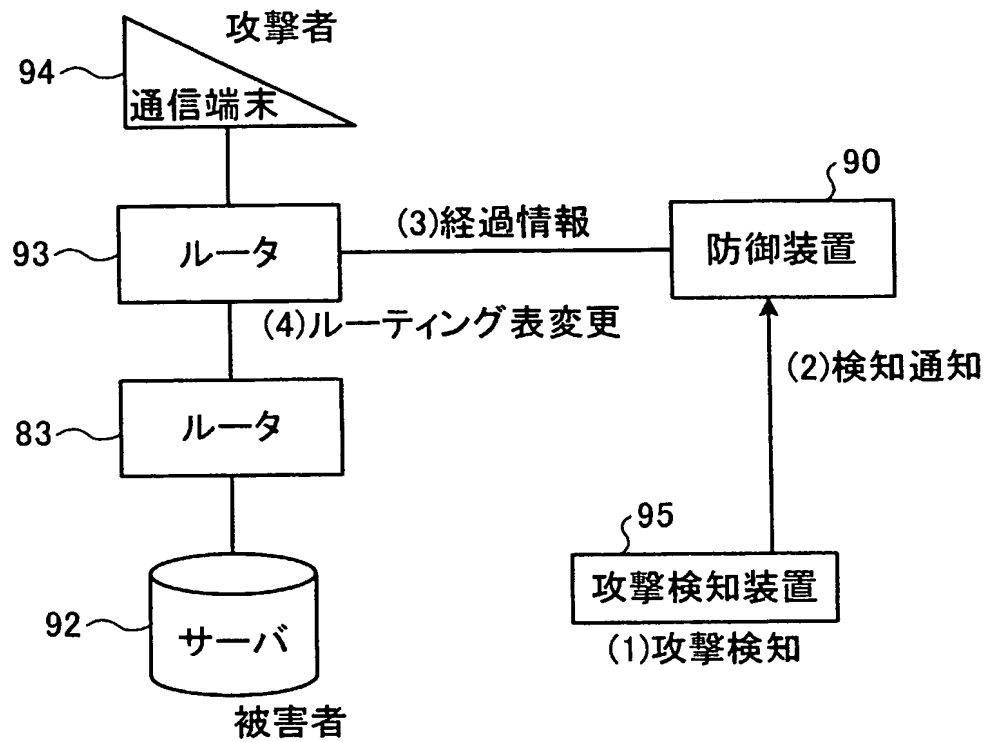 攻撃者
94
通信端末
90
93
ルータ
(3)経過情報
防御装置
(4)ルーティング表変更
(2)検知通知
83
ルータ
95
攻撃検知装置
92
サーバ
(1)攻撃検知
被害者